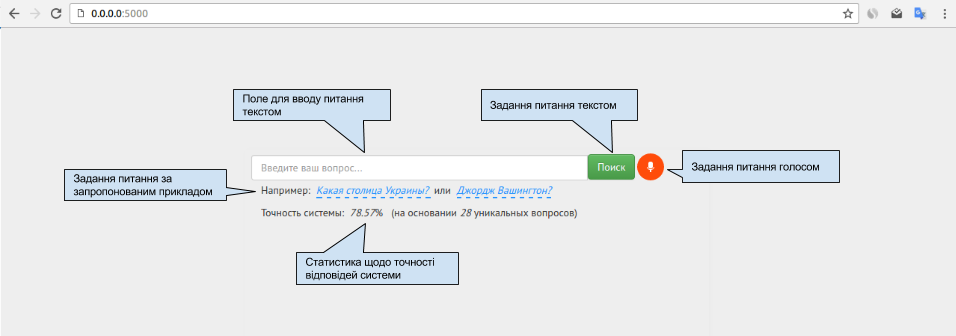 0.0.0.0:5000
Поле для вводу питання
текстом
Задання питання текстом
Введите ваш вопрос...
Поиск
Задання питання голосом
Задання питання за
запропонованим прикладом
Например: Какая столица Украины? или Джордж Вашингтон?
Точность системы: 78.57% (на основании 28 уникальных вопросов)
Статистика щодо точності
відповідей системи